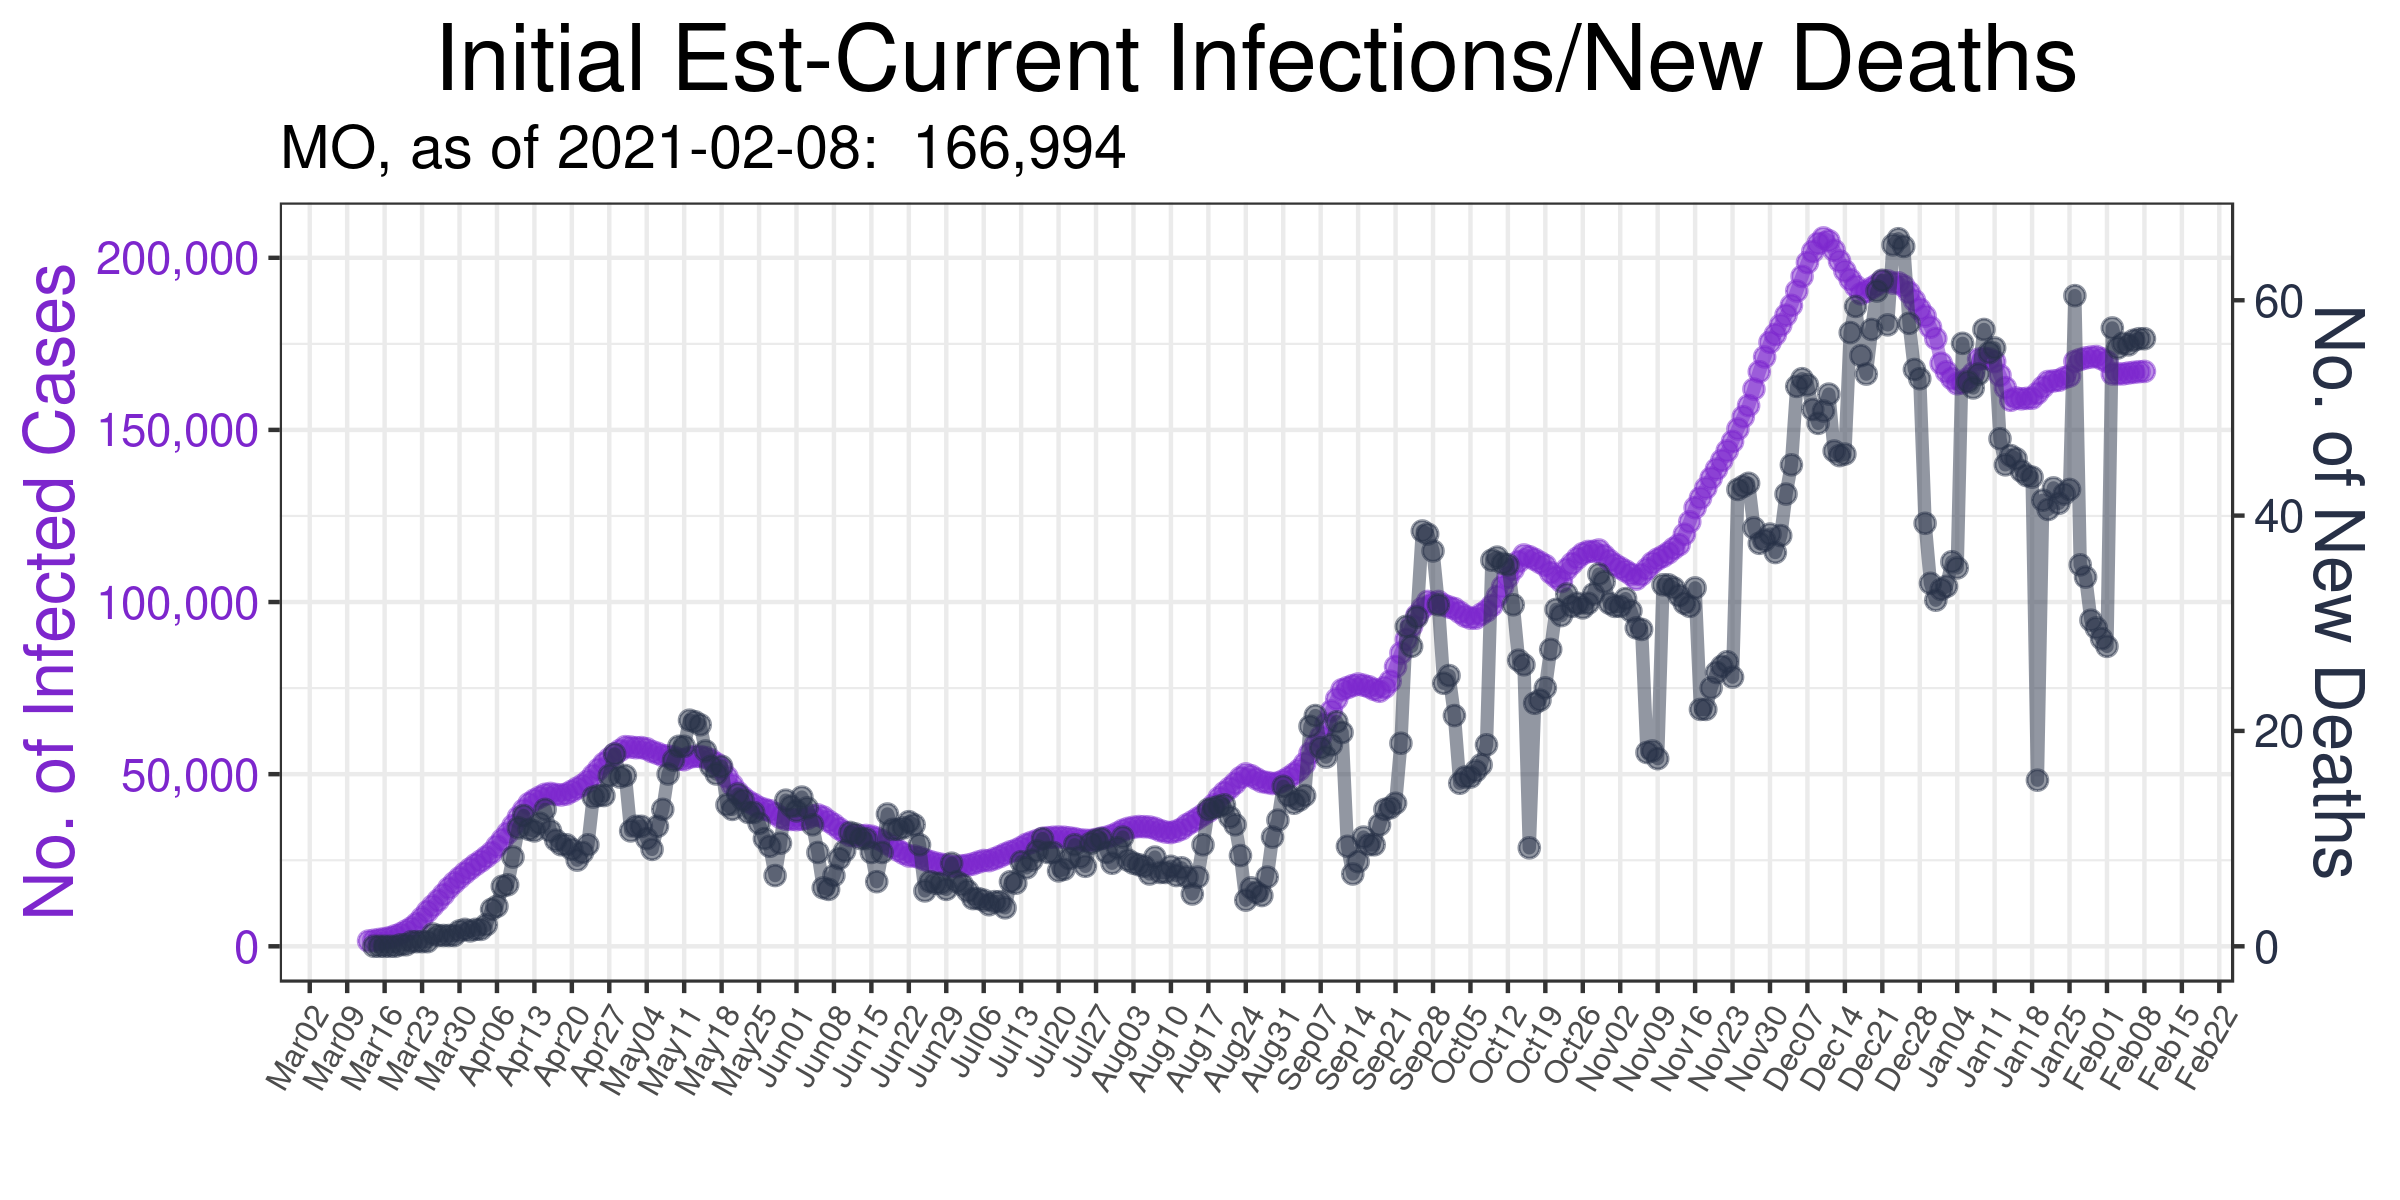 Initial Est-Current Infections/New Deaths
MO, as of 2021-02-08:  166,994
No. of Infected Cases
200,000
150,000
100,000
50,000
0
No. of New Deaths
60
40
20
0
Mar02
Mar09
Mar16
Mar23
Mar30
Apr06
Apr13
Apr20
Apr27
May04
May11
May18
May25
Jun01
Jun08
Jun15
Jun22
Jun29
Jul06
Jul13
Jul20
Jul27
Aug03
Aug10
Aug17
Aug24
Aug31
Sep07
Sep14
Sep21
Sep28
Oct05
Oct12
Oct19
Oct26
Nov02
Nov09
Nov16
Nov23
Nov30
Dec07
Dec14
Dec21
Dec28
Jan04
Jan11
Jan18
Jan25
Feb01
Feb08
Feb15
Feb22